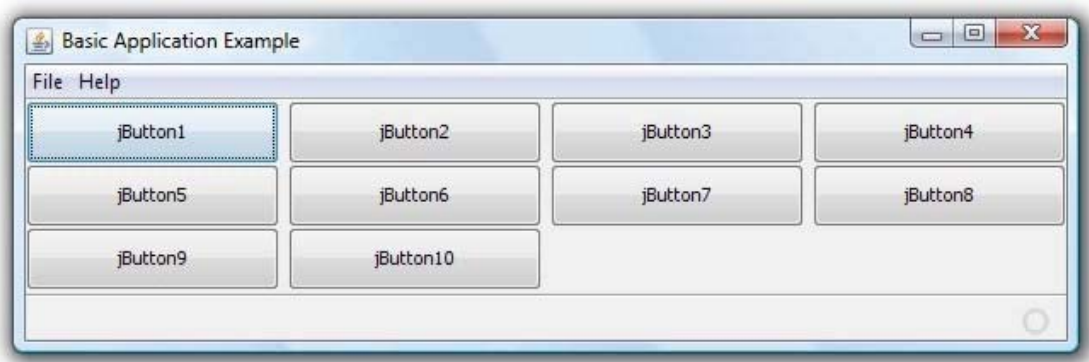 Basic Application Example
File Help
jButton1 jButton2 jButton3 jButton4
jButton5 jButton6 jButton7 jButton8
jButton9 jButton10